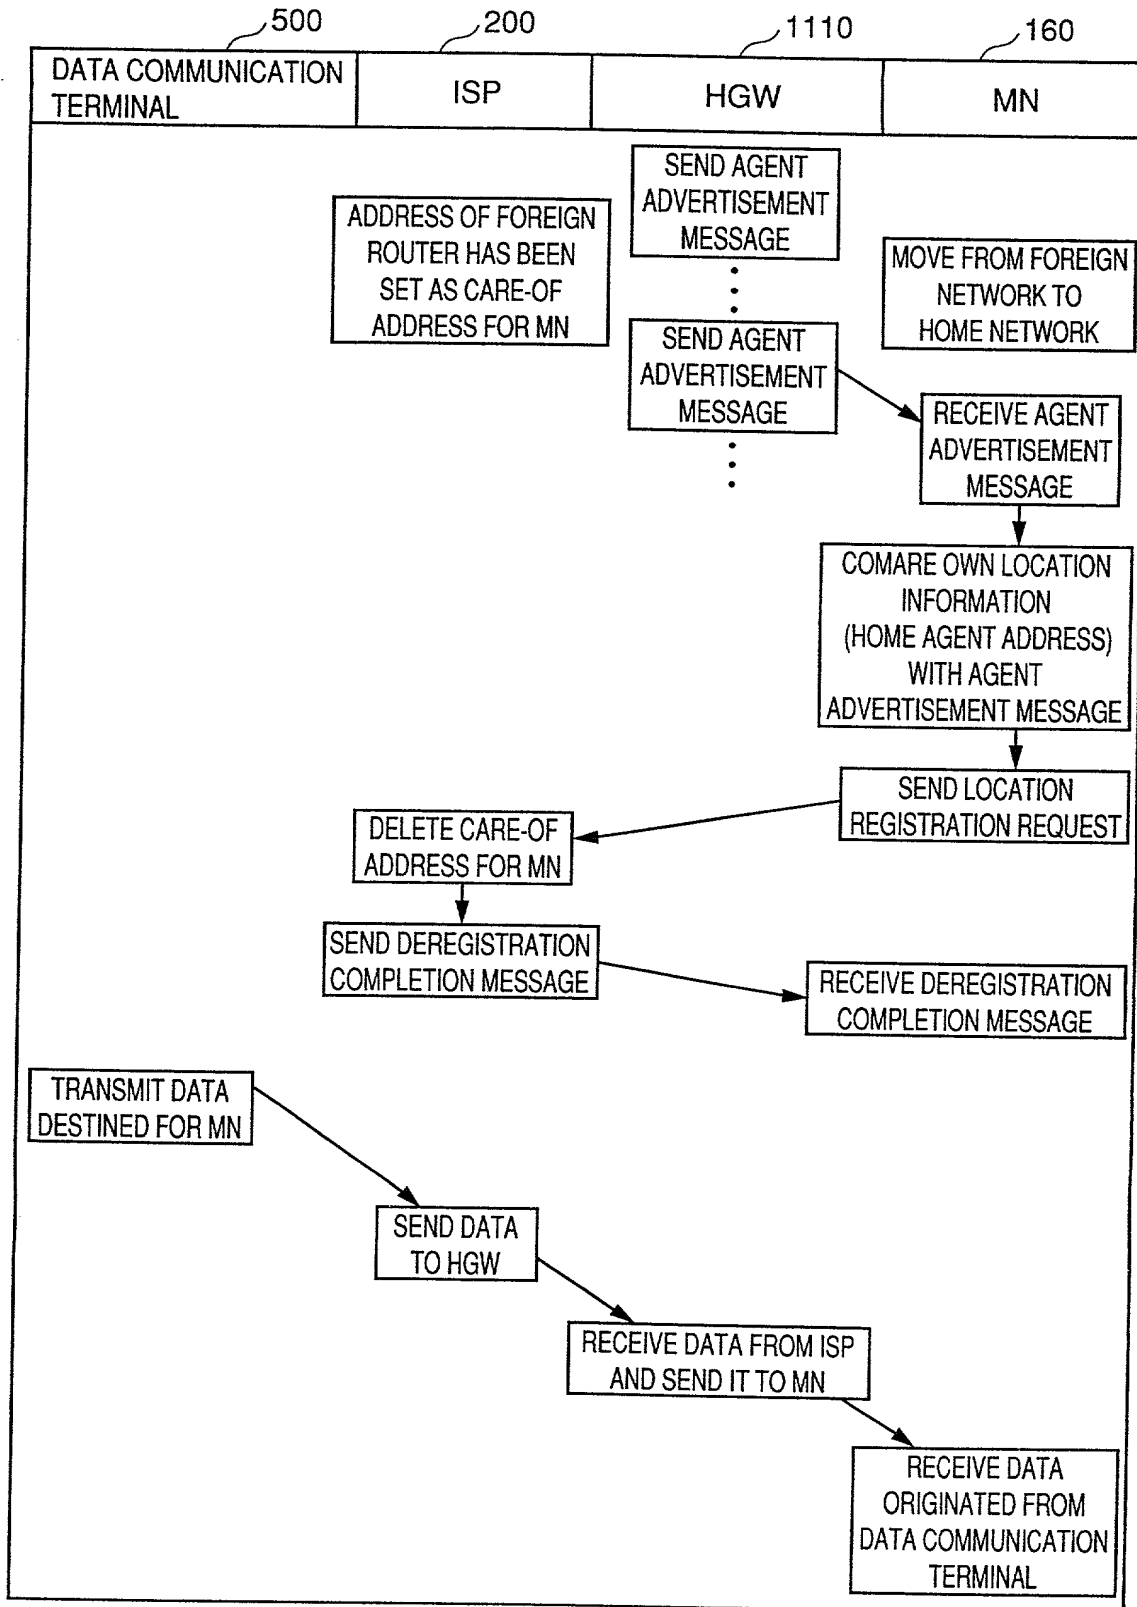 500
200
1110
160
DATA COMMUNICATION
TERMINAL
ISP
HGW
MN
SEND AGENT
ADVERTISEMENT
MESSAGE
ADDRESS OF FOREIGN
ROUTER HAS BEEN
SET AS CARE-OF
ADDRESS FOR MN
MOVE FROM FOREIGN
NETWORK TO
HOME NETWORK
SEND AGENT
ADVERTISEMENT
MESSAGE
RECEIVE AGENT
ADVERTISEMENT
MESSAGE
COMARE OWN LOCATION
INFORMATION
(HOME AGENT ADDRESS)
WITH AGENT
ADVERTISEMENT MESSAGE
SEND LOCATION
REGISTRATION REQUEST
DELETE CARE-OF
ADDRESS FOR MN
SEND DEREGISTRATION
COMPLETION MESSAGE
RECEIVE DEREGISTRATION
COMPLETION MESSAGE
TRANSMIT DATA
DESTINED FOR MN
SEND DATA
TO HGW
RECEIVE DATA FROM ISP
AND SEND IT TO MN
RECEIVE DATA
ORIGINATED FROM
DATA COMMUNICATION
TERMINAL